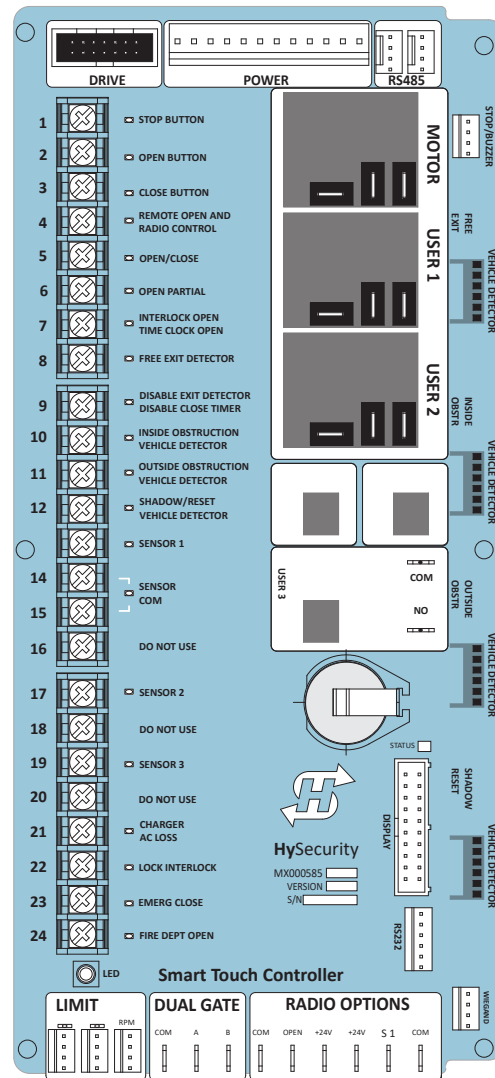 DRIVE
POWER
RS485
1 STOP BUTTON
2 OPEN BUTTON
3 CLOSE BUTTON
4 REMOTE OPEN AND
RADIO CONTROL
5 OPEN/CLOSE
6 OPEN PARTIAL
7 INTERLOCK OPEN
TIME CLOCK OPEN
8 FREE EXIT DETECTOR
9 DISABLE EXIT DETECTOR
DISABLE CLOSE TIMER
10 INSIDE OBSTRUCTION
VEHICLE DETECTOR
11 OUTSIDE OBSTRUCTION
VEHICLE DETECTOR
12 SHADOW/RESET
VEHICLE DETECTOR
13 SENSOR 1
14 SENSOR
15 COM
16 DO NOT USE
17 SENSOR 2
18 DO NOT USE
19 SENSOR 3
20 DO NOT USE
21 CHARGER
AC LOSS
22 LOCK INTERLOCK
23 EMERG CLOSE
24 FIRE DEPT OPEN
MOTOR
USER 1
USER 2
USER 3
COM
NO
STOP/BUZZER
FREE
EXIT
VEHICLE DETECTOR
INSIDE
OBSTR
VEHICLE DETECTOR
OUTSIDE
OBSTR
VEHICLE DETECTOR
SHADOW
RESET
VEHICLE DETECTOR
STATUS
DISPLAY
HySecurity
MX000585
VERSION
S/N
RS232
WIEGAND
LED
Smart Touch Controller
LIMIT
RPM
DUAL GATE
COM A B
RADIO OPTIONS
COM OPEN +24V +24V S 1 COM